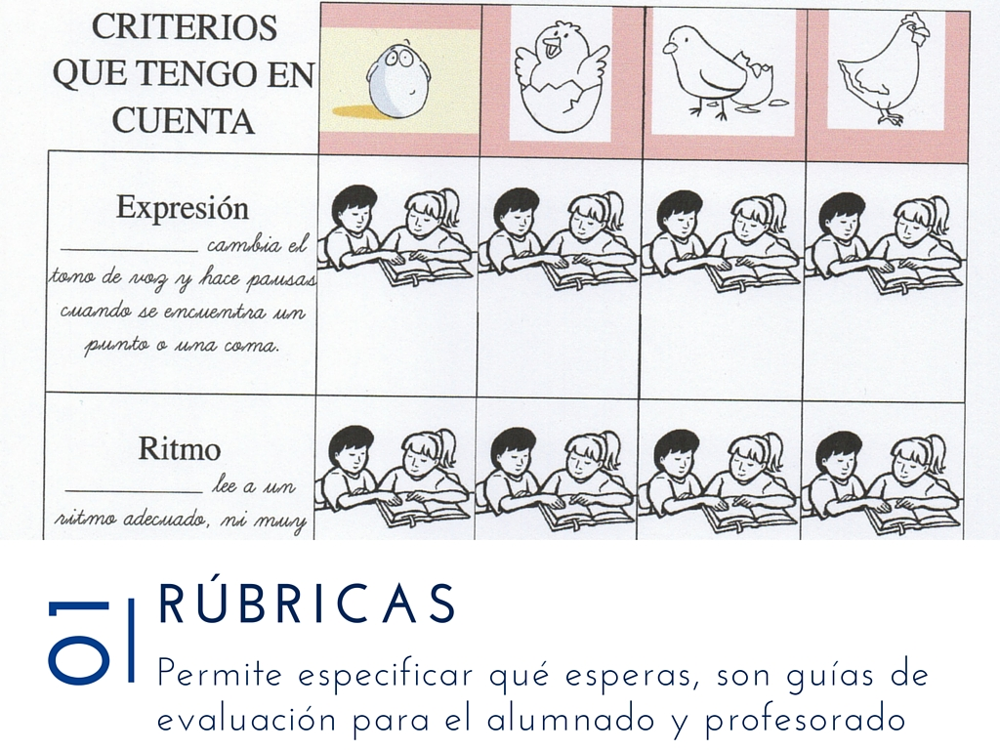 CRITERIOS
QUE TENGO EN
CUENTA
Expresión
__________ cambia el
tono de voz y hace pausas
cuando se encuentra un
punto o una coma.
Ritmo
__________ lee a un
ritmo adecuado, ni muy
01
RÚBRICAS
Permite especificar qué esperas, son guías de
evaluación para el alumnado y profesorado